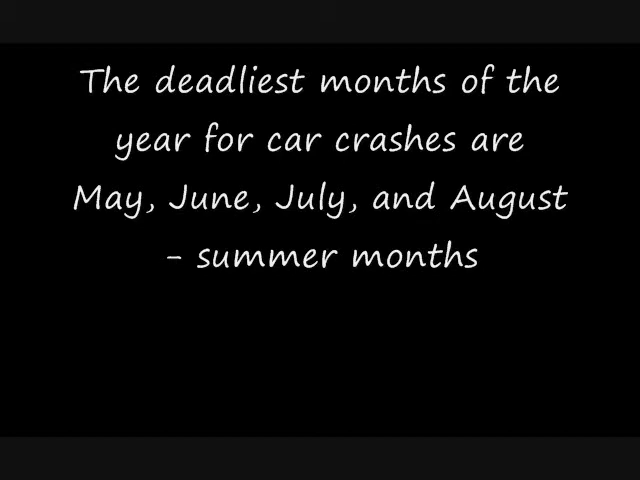 The deadliest months of the
year for car crashes are
May, June, July, and August
- summer months